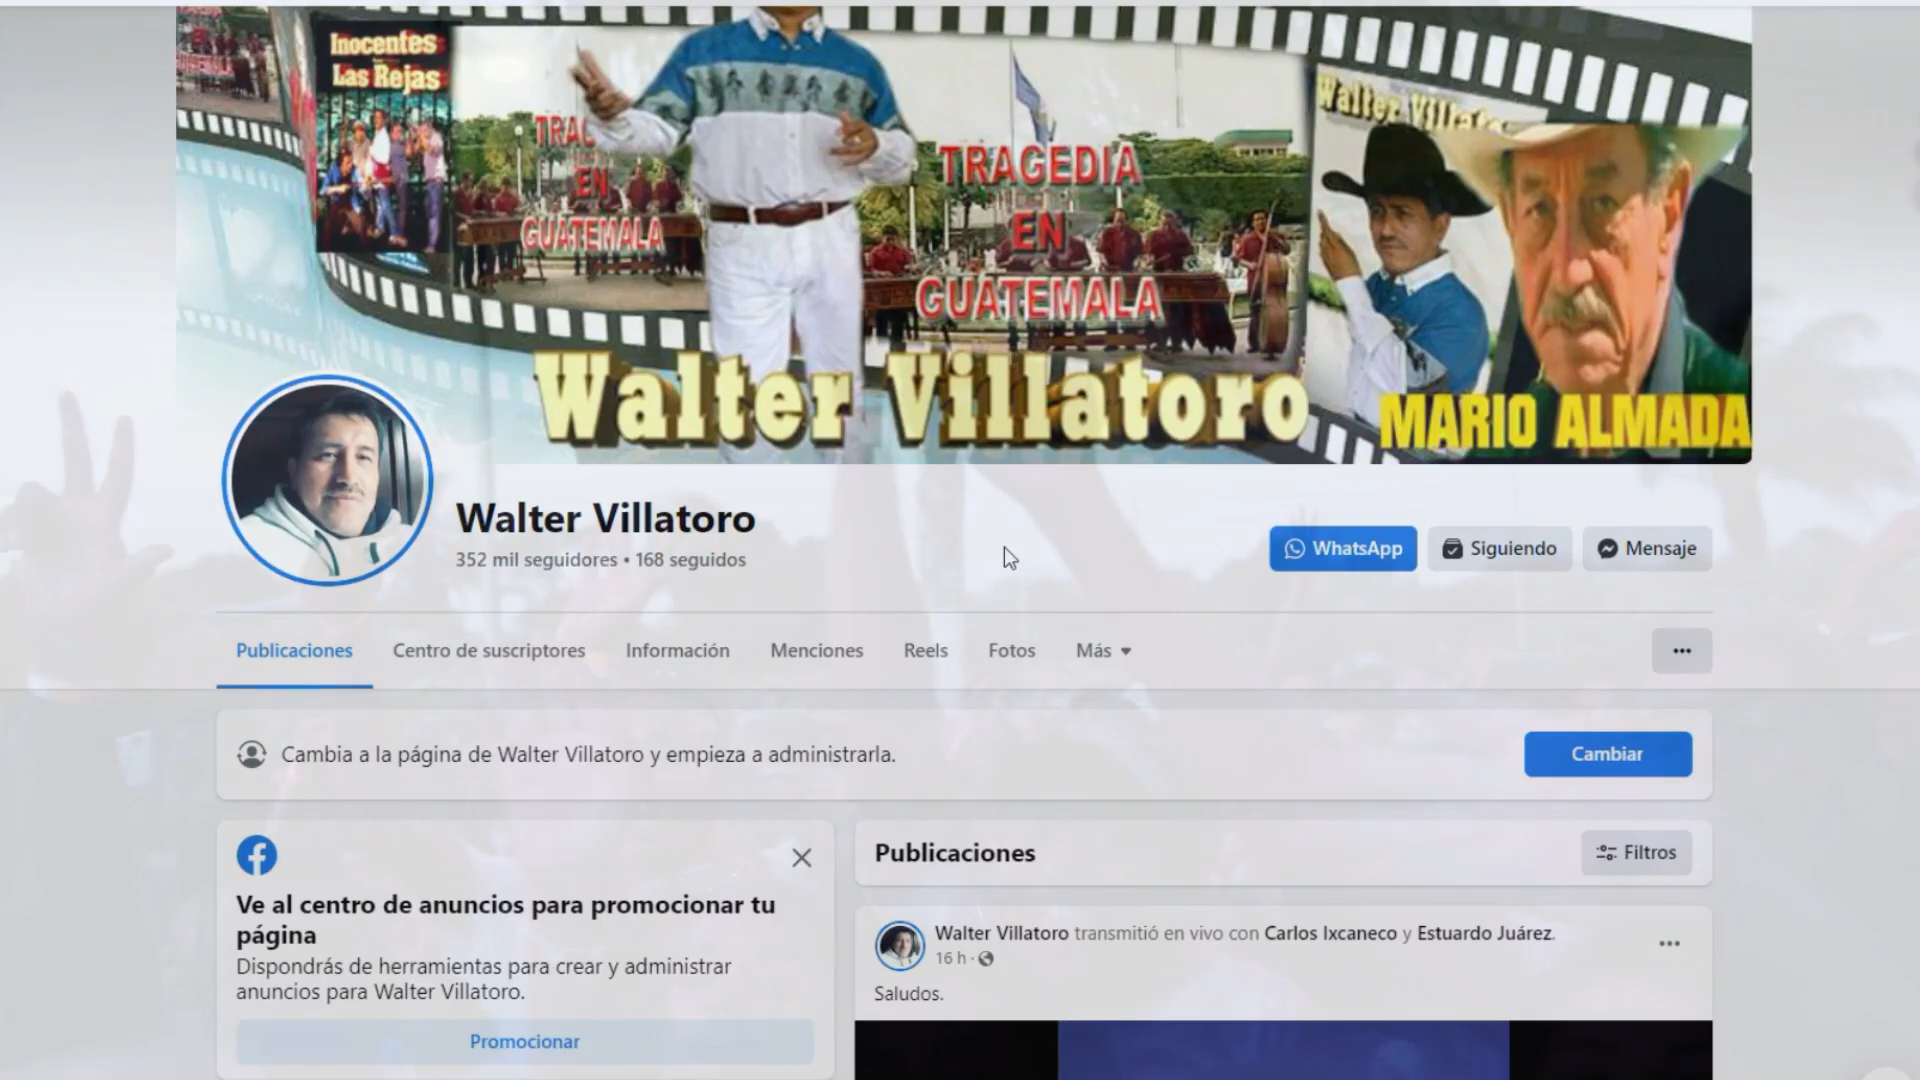 Inocentes
Las Rejas
TRAGEDIA
EN
GUATEMALA
TRAGEDIA
EN
GUATEMALA
Walter Villatoro
Walter Villatoro
MARIO ALMADA
Walter Villatoro
352 mil seguidores • 168 seguidos
WhatsApp
Siguiendo
Mensaje
Publicaciones
Centro de suscriptores
Información
Menciones
Reels
Fotos
Más
Cambia a la página de Walter Villatoro y empieza a administrarla.
Cambiar
Ve al centro de anuncios para promocionar tu
página
Dispondrás de herramientas para crear y administrar
anuncios para Walter Villatoro.
Promocionar
Publicaciones
Filtros
Walter Villatoro transmitió en vivo con Carlos Ixcaneco y Estuardo Juárez.
16 h ·
Saludos.